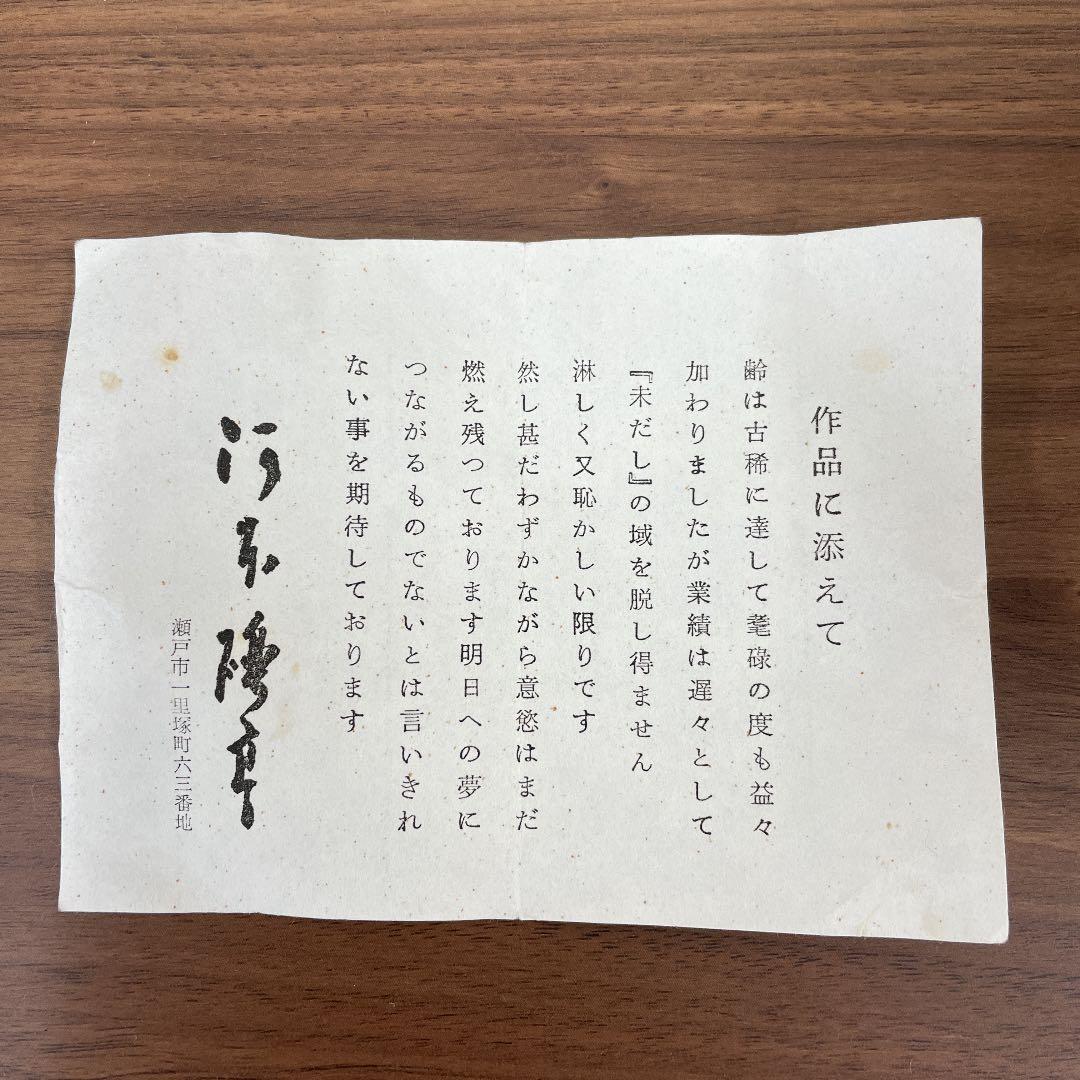 作品に添えて
齢は古稀に達して耄碌の度も益々
加わりましたが業績は遅々として
『未だし』の域を脱し得ません
淋しく又恥かしい限りです
然し甚だわずかながら意慾はまだ
燃え残つております明日への夢に
つながるものでないとは言いきれ
ない事を期待しております
河本
瀬戸市一里塚町六三番地